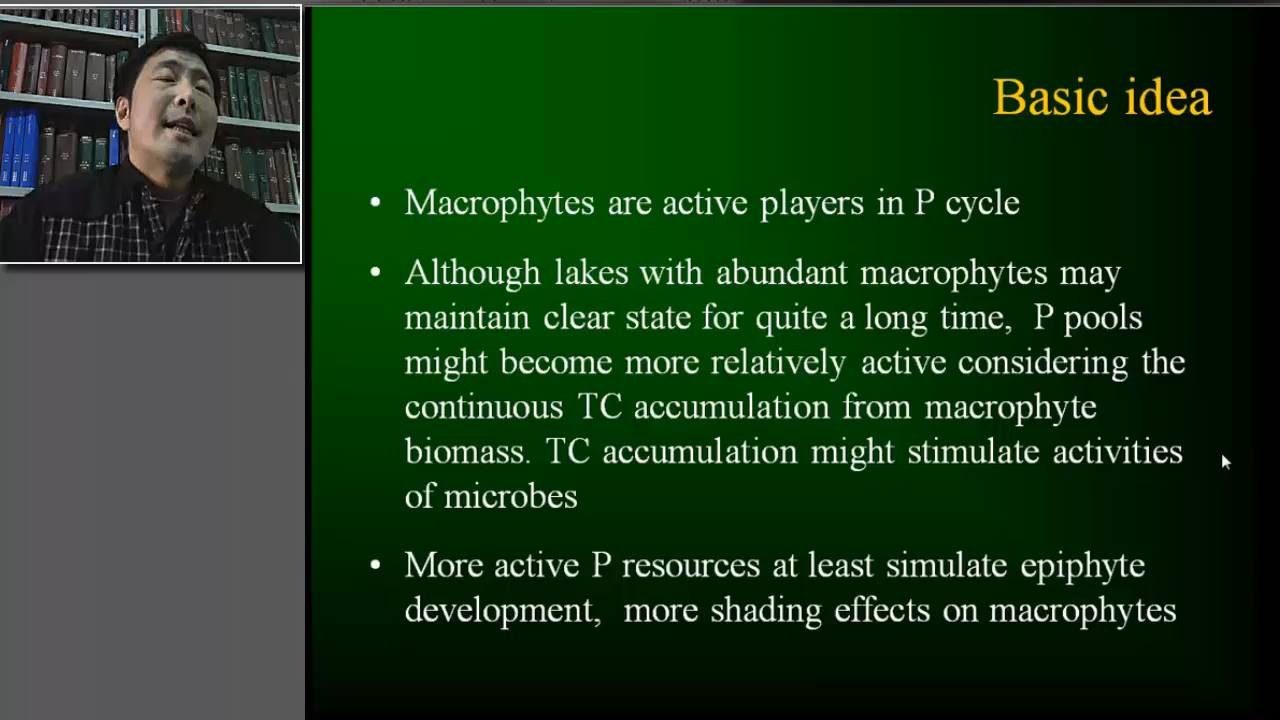 Basic idea
• Macrophytes are active players in P cycle
• Although lakes with abundant macrophytes may
maintain clear state for quite a long time, P pools
might become more relatively active considering the
continuous TC accumulation from macrophyte
biomass. TC accumulation might stimulate activities
of microbes
• More active P resources at least simulate epiphyte
development, more shading effects on macrophytes